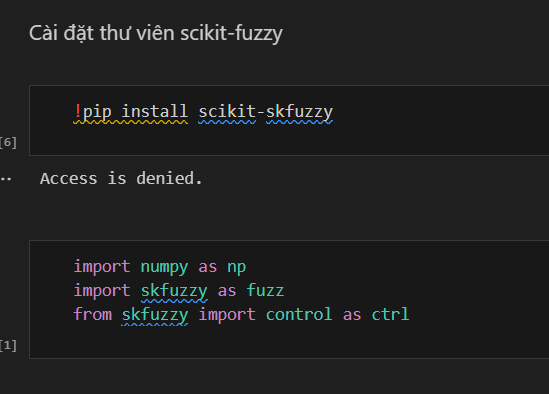 Cài đặt thư viên scikit-fuzzy
!pip install scikit-skfuzzy
[6]
Access is denied.
import numpy as np
import skfuzzy as fuzz
from skfuzzy import control as ctrl
[1]